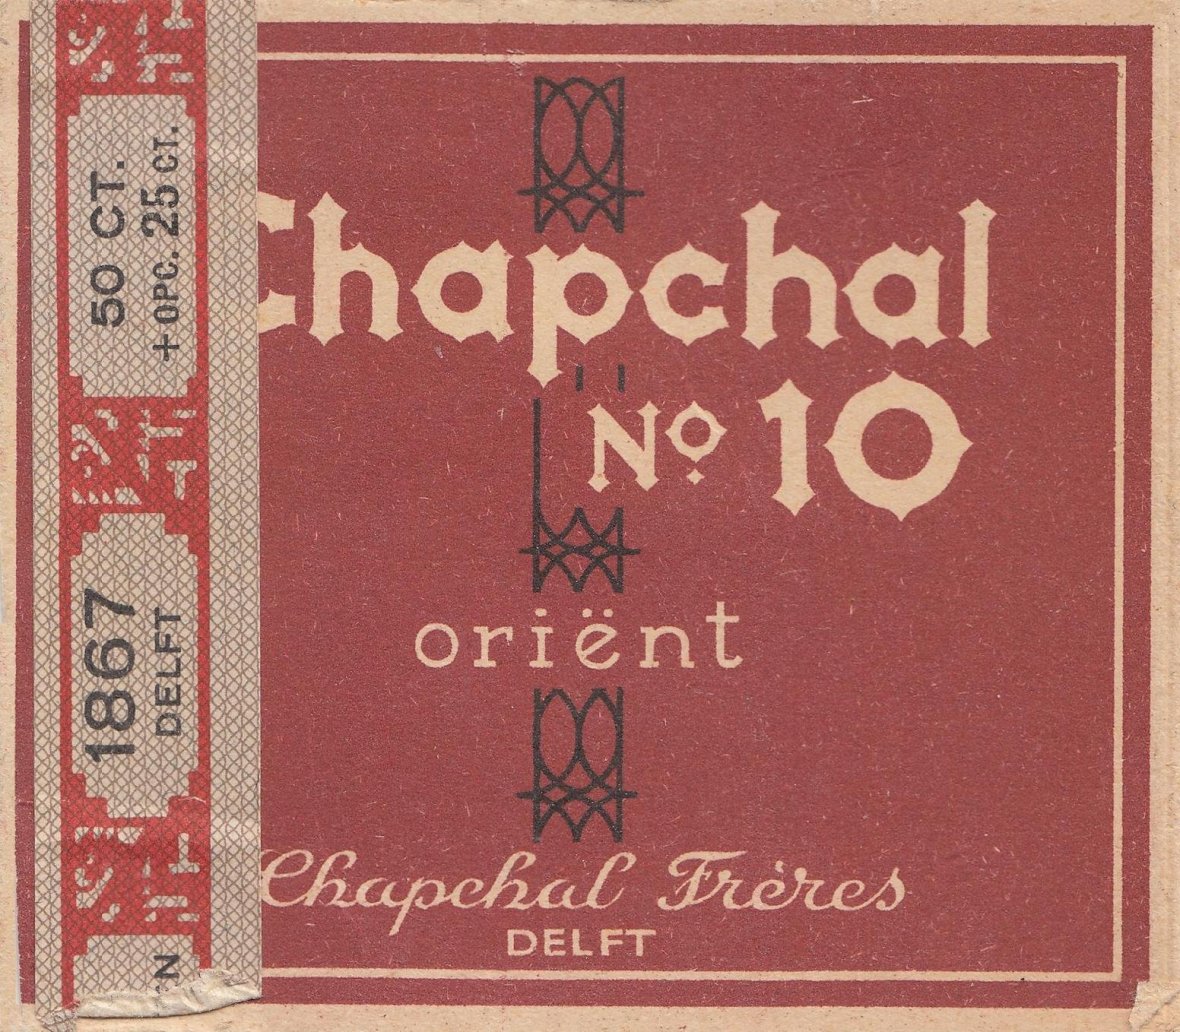 Chapchal
No. 10
oriënt
Chapchal Frères
DELFT
50 CT.
+ OPC. 25 CT.
1867
DELFT